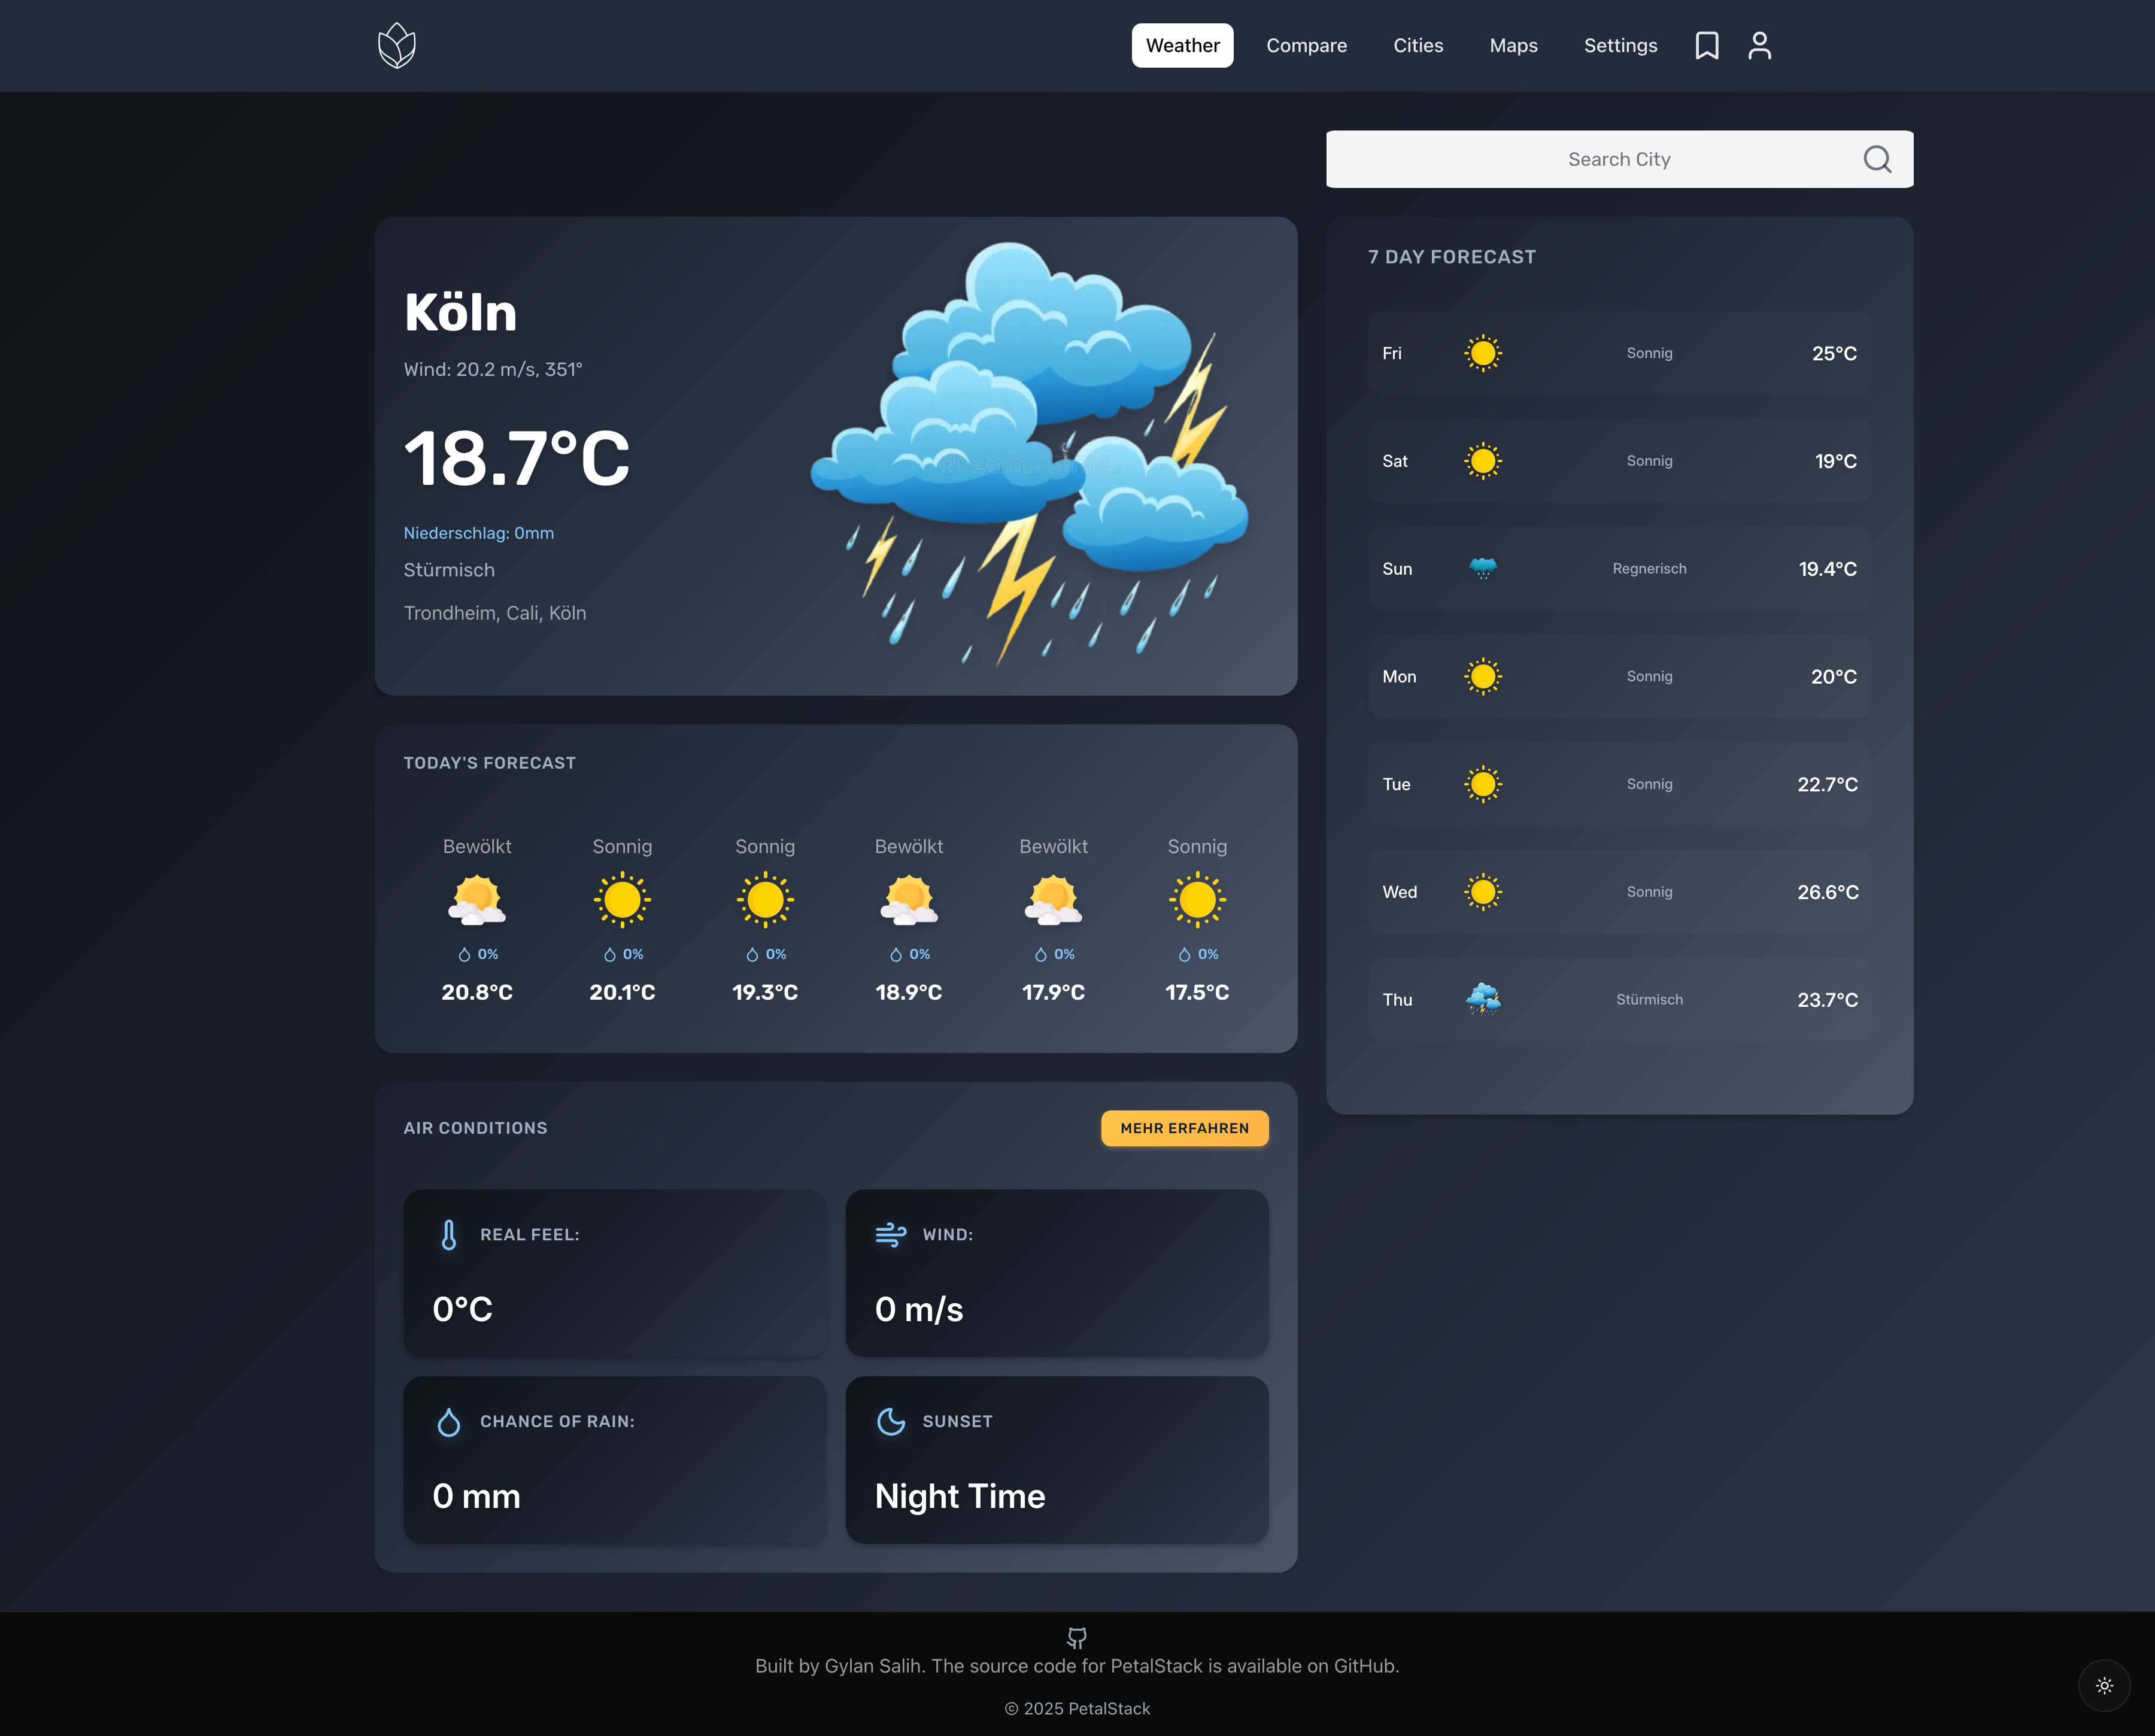 Weather Compare Cities Maps Settings
Search City
Köln
Wind: 20.2 m/s, 351°
18.7°C
Niederschlag: 0mm
Stürmisch
Trondheim, Cali, Köln
dreamstime.
7 DAY FORECAST
Fri Sonnig 25°C
Sat Sonnig 19°C
Sun Regnerisch 19.4°C
Mon Sonnig 20°C
Tue Sonnig 22.7°C
Wed Sonnig 26.6°C
Thu Stürmisch 23.7°C
TODAY'S FORECAST
Bewölkt Sonnig Sonnig Bewölkt Bewölkt Sonnig
0% 0% 0% 0% 0% 0%
20.8°C 20.1°C 19.3°C 18.9°C 17.9°C 17.5°C
AIR CONDITIONS
MEHR ERFAHREN
REAL FEEL:
0°C
WIND:
0 m/s
CHANCE OF RAIN:
0 mm
SUNSET
Night Time
Built by Gylan Salih. The source code for PetalStack is available on GitHub.
© 2025 PetalStack